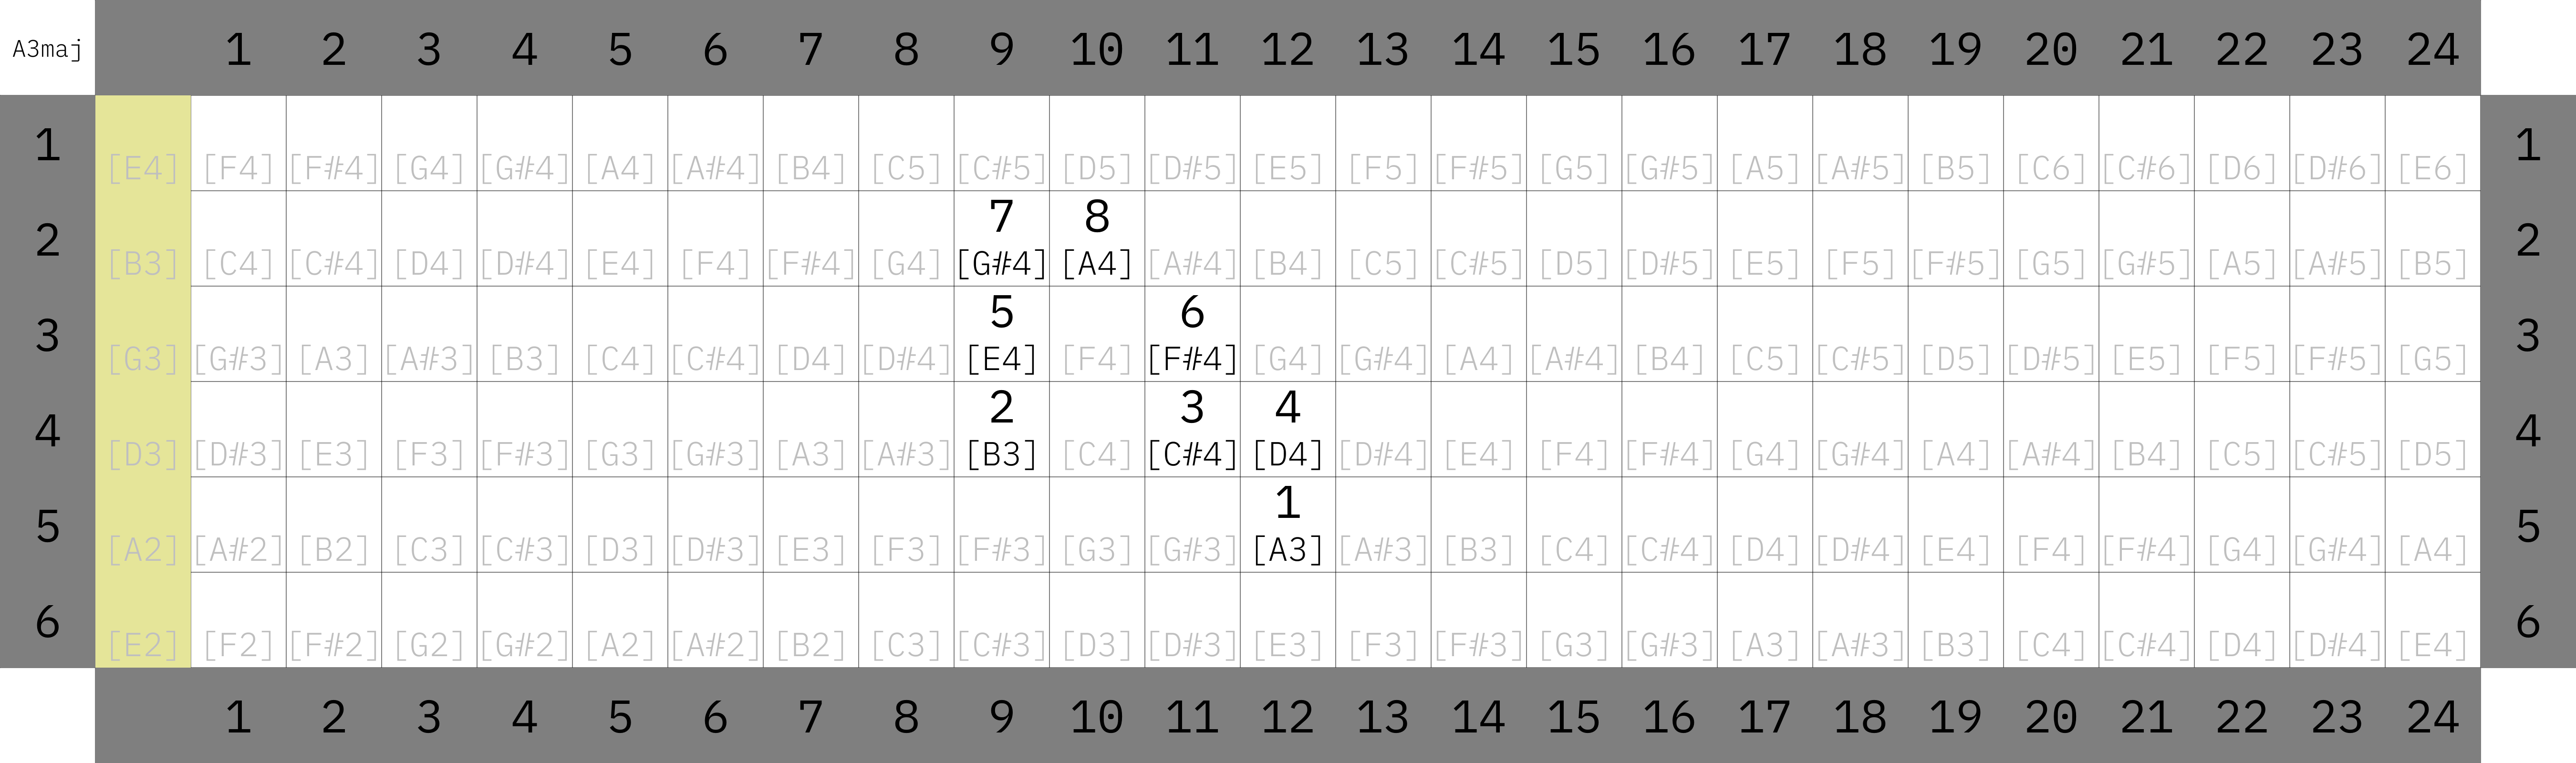 A3maj 1 2 3 4 5 6 7 8 9 10 11 12 13 14 15 16 17 18 19 20 21 22 23 24
1 [E4] [F4] [F#4] [G4] [G#4] [A4] [A#4] [B4] [C5] [C#5] [D5] [D#5] [E5] [F5] [F#5] [G5] [G#5] [A5] [A#5] [B5] [C6] [C#6] [D6] [D#6] [E6] 1
7 8
2 [B3] [C4] [C#4] [D4] [D#4] [E4] [F4] [F#4] [G4] [G#4] [A4] [A#4] [B4] [C5] [C#5] [D5] [D#5] [E5] [F5] [F#5] [G5] [G#5] [A5] [A#5] [B5] 2
5 6
3 [G3] [G#3] [A3] [A#3] [B3] [C4] [C#4] [D4] [D#4] [E4] [F4] [F#4] [G4] [G#4] [A4] [A#4] [B4] [C5] [C#5] [D5] [D#5] [E5] [F5] [F#5] [G5] 3
2 3 4
4 [D3] [D#3] [E3] [F3] [F#3] [G3] [G#3] [A3] [A#3] [B3] [C4] [C#4] [D4] [D#4] [E4] [F4] [F#4] [G4] [G#4] [A4] [A#4] [B4] [C5] [C#5] [D5] 4
1
5 [A2] [A#2] [B2] [C3] [C#3] [D3] [D#3] [E3] [F3] [F#3] [G3] [G#3] [A3] [A#3] [B3] [C4] [C#4] [D4] [D#4] [E4] [F4] [F#4] [G4] [G#4] [A4] 5
6 [E2] [F2] [F#2] [G2] [G#2] [A2] [A#2] [B2] [C3] [C#3] [D3] [D#3] [E3] [F3] [F#3] [G3] [G#3] [A3] [A#3] [B3] [C4] [C#4] [D4] [D#4] [E4] 6
1 2 3 4 5 6 7 8 9 10 11 12 13 14 15 16 17 18 19 20 21 22 23 24